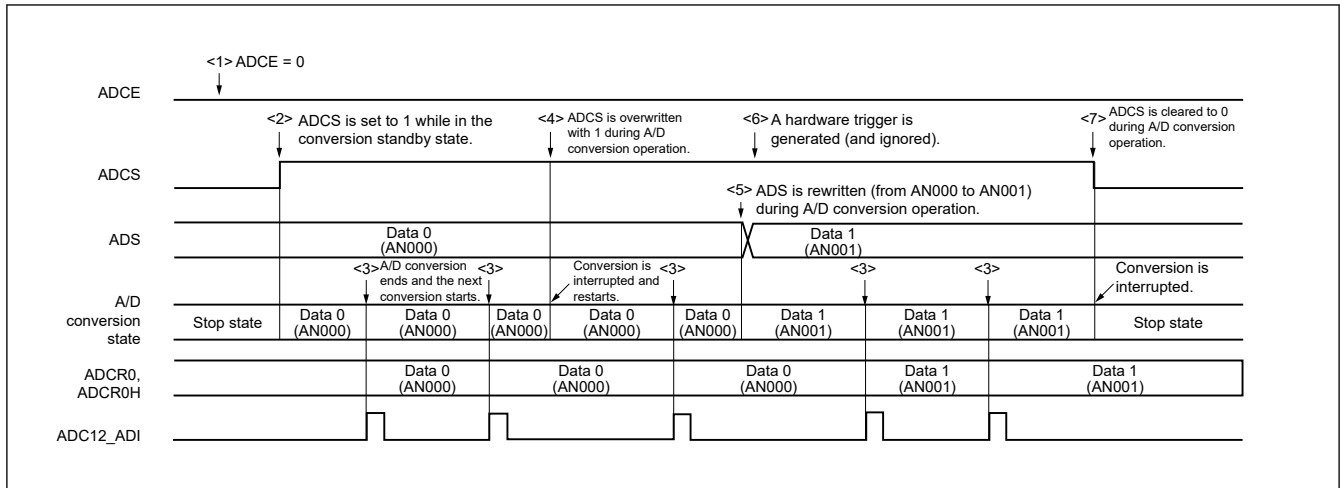 <1> ADCE = 0
ADCE
<2> ADCS is set to 1 while in the
conversion standby state.
<4> ADCS is overwritten
with 1 during A/D
conversion operation.
<6> A hardware trigger is
generated (and ignored).
<7> ADCS is cleared to 0
during A/D conversion
operation.
ADCS
<5> ADS is rewritten (from AN000 to AN001)
during A/D conversion operation.
ADS
Data 0
(AN000)
Data 1
(AN001)
<3> A/D conversion
ends and the next
conversion starts.
<3>
Conversion is
interrupted and
restarts.
<3>
<3>
<3>
Conversion is
interrupted.
A/D
conversion
state
Stop state
Data 0
(AN000)
Data 0
(AN000)
Data 0
(AN000)
Data 0
(AN000)
Data 0
(AN000)
Data 1
(AN001)
Data 1
(AN001)
Data 1
(AN001)
Stop state
ADCR0,
ADCR0H
Data 0
(AN000)
Data 0
(AN000)
Data 0
(AN000)
Data 1
(AN001)
Data 1
(AN001)
ADC12_ADI